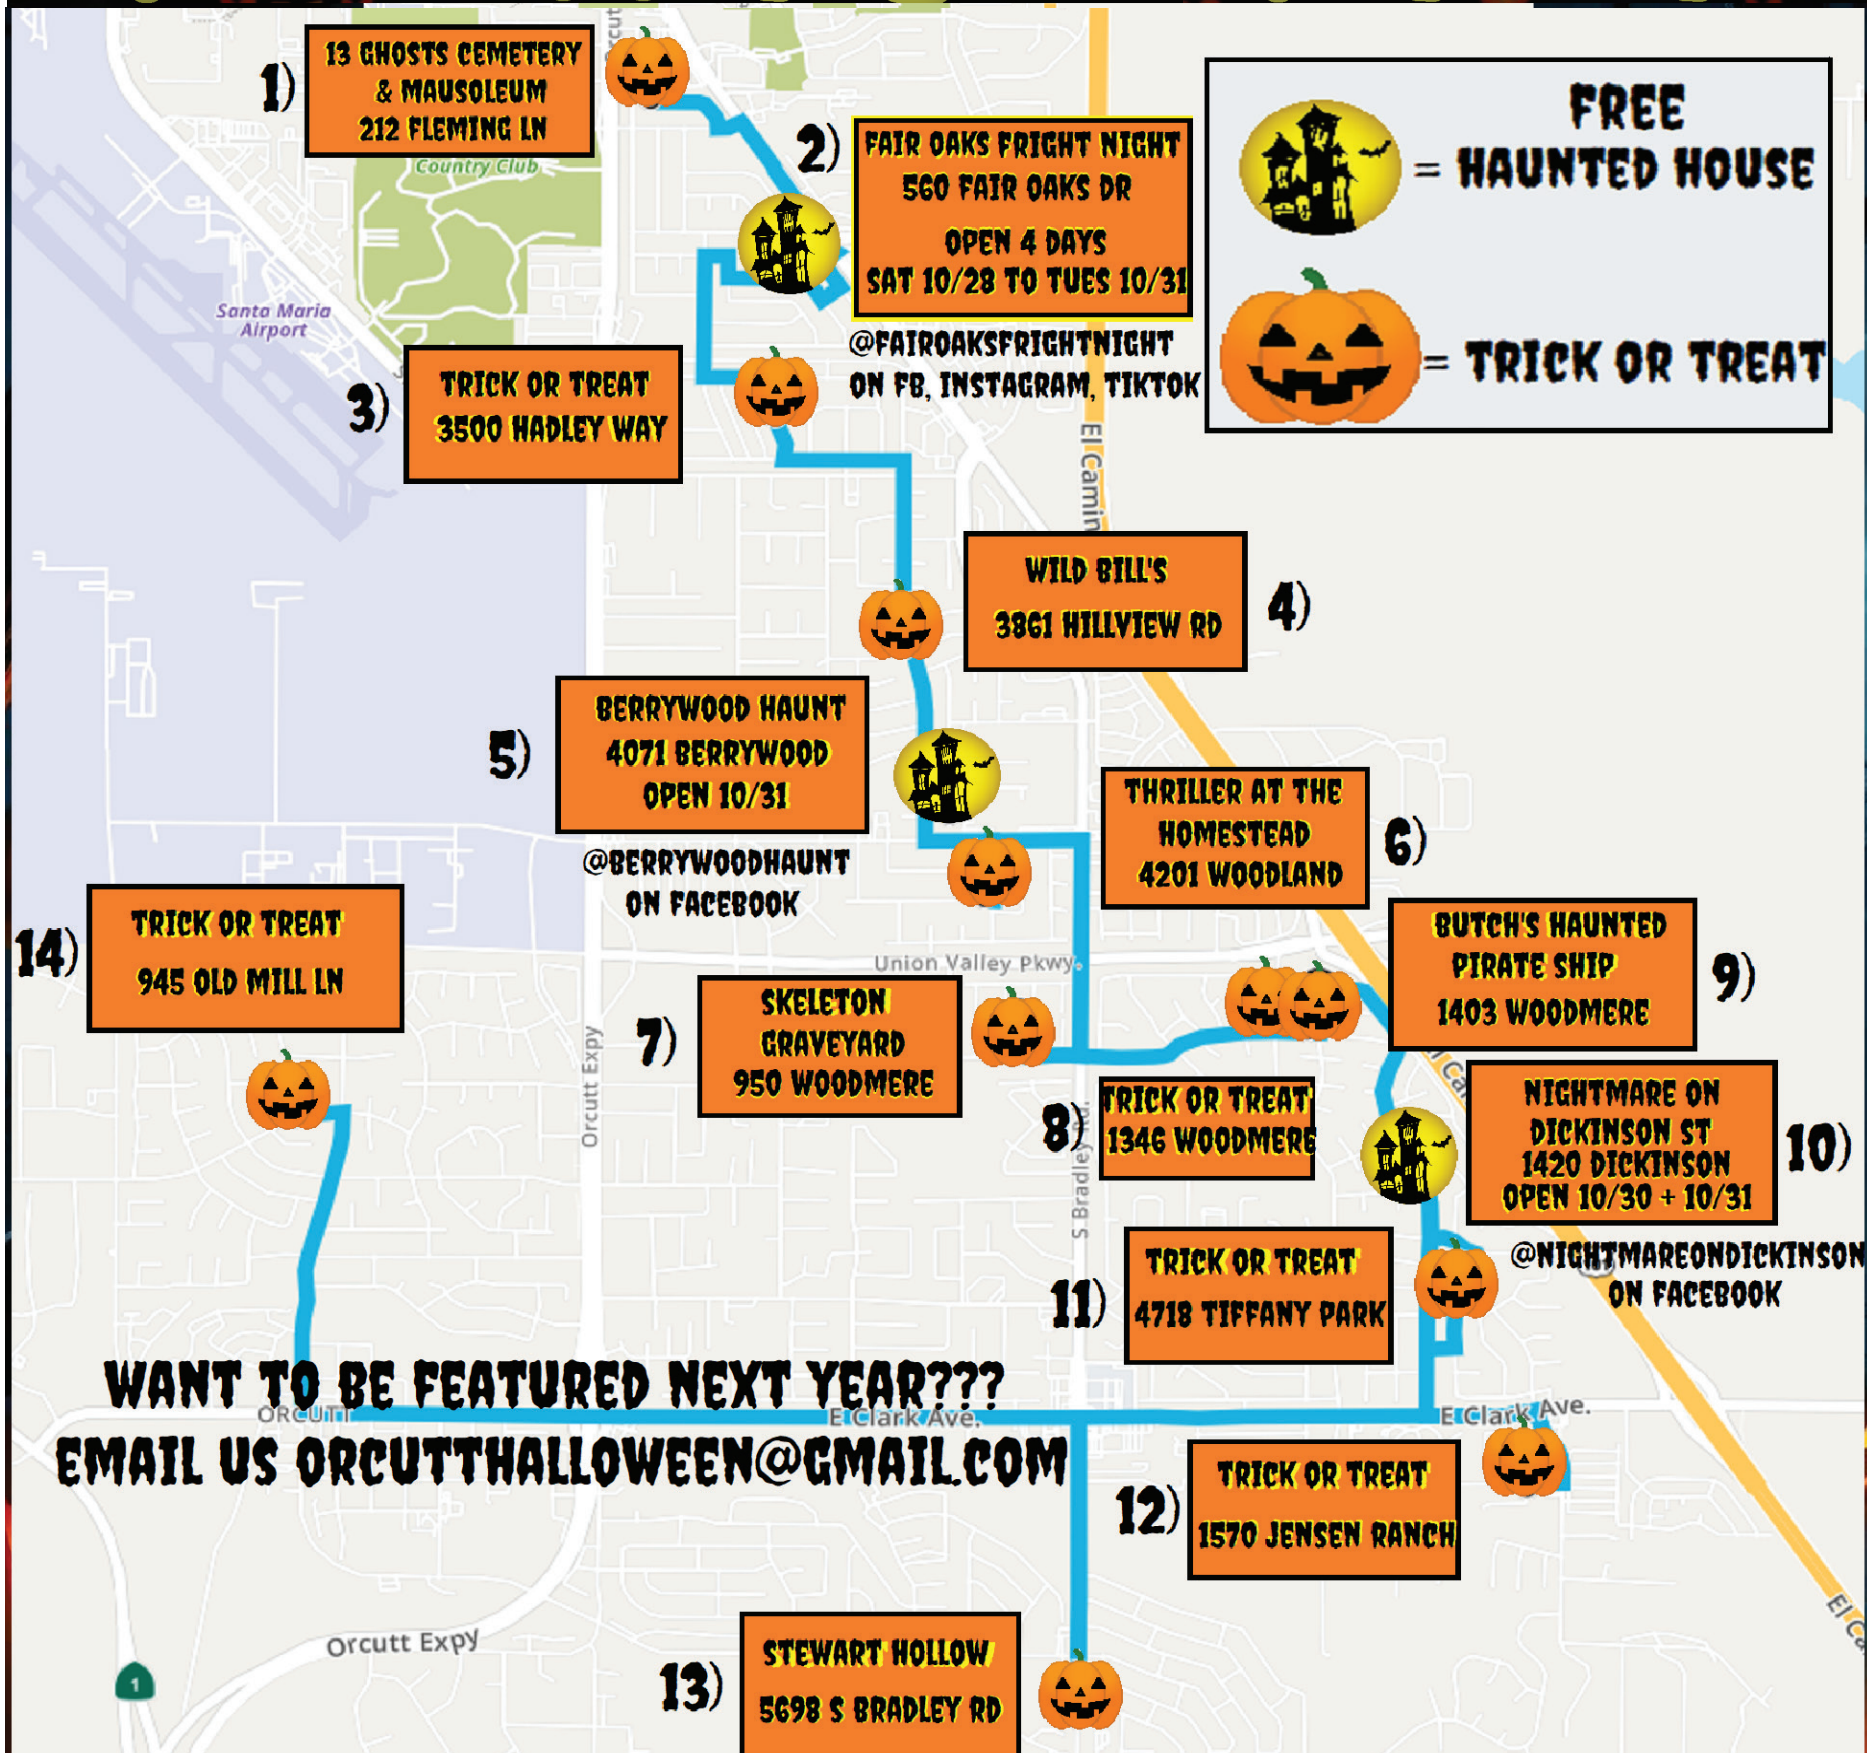 1)
13 GHOSTS CEMETERY
& MAUSOLEUM
212 FLEMING LN
Country Club
2)
FAIR OAKS FRIGHT NIGHT
560 FAIR OAKS DR
OPEN 4 DAYS
SAT 10/28 TO TUES 10/31
@FAIROAKSFRIGHTNIGHT
ON FB, INSTAGRAM, TIKTOK
FREE
= HAUNTED HOUSE
= TRICK OR TREAT
Santa Maria
Airport
3)
TRICK OR TREAT
3500 HADLEY WAY
El Camin
WILD BILL'S
3861 HILLVIEW RD
4)
5)
BERRYWOOD HAUNT
4071 BERRYWOOD
OPEN 10/31
@BERRYWOODHAUNT
ON FACEBOOK
THRILLER AT THE
HOMESTEAD
4201 WOODLAND
6)
14)
TRICK OR TREAT
945 OLD MILL LN
Union Valley Pkwy.
BUTCH'S HAUNTED
PIRATE SHIP
1403 WOODMERE
9)
7)
SKELETON
GRAVEYARD
950 WOODMERE
Orcutt Expy
8)
TRICK OR TREAT
1346 WOODMERE
S Bradley Rd.
NIGHTMARE ON
DICKINSON ST
1420 DICKINSON
OPEN 10/30 + 10/31
10)
@NIGHTMAREONDICKINSON
ON FACEBOOK
11)
TRICK OR TREAT
4718 TIFFANY PARK
WANT TO BE FEATURED NEXT YEAR???
ORCUTT
E Clark Ave.
E Clark Ave.
EMAIL US ORCUTTHALLOWEEN@GMAIL.COM
12)
TRICK OR TREAT
1570 JENSEN RANCH
Orcutt Expy
1
13)
STEWART HOLLOW
5698 S BRADLEY RD
El Ca